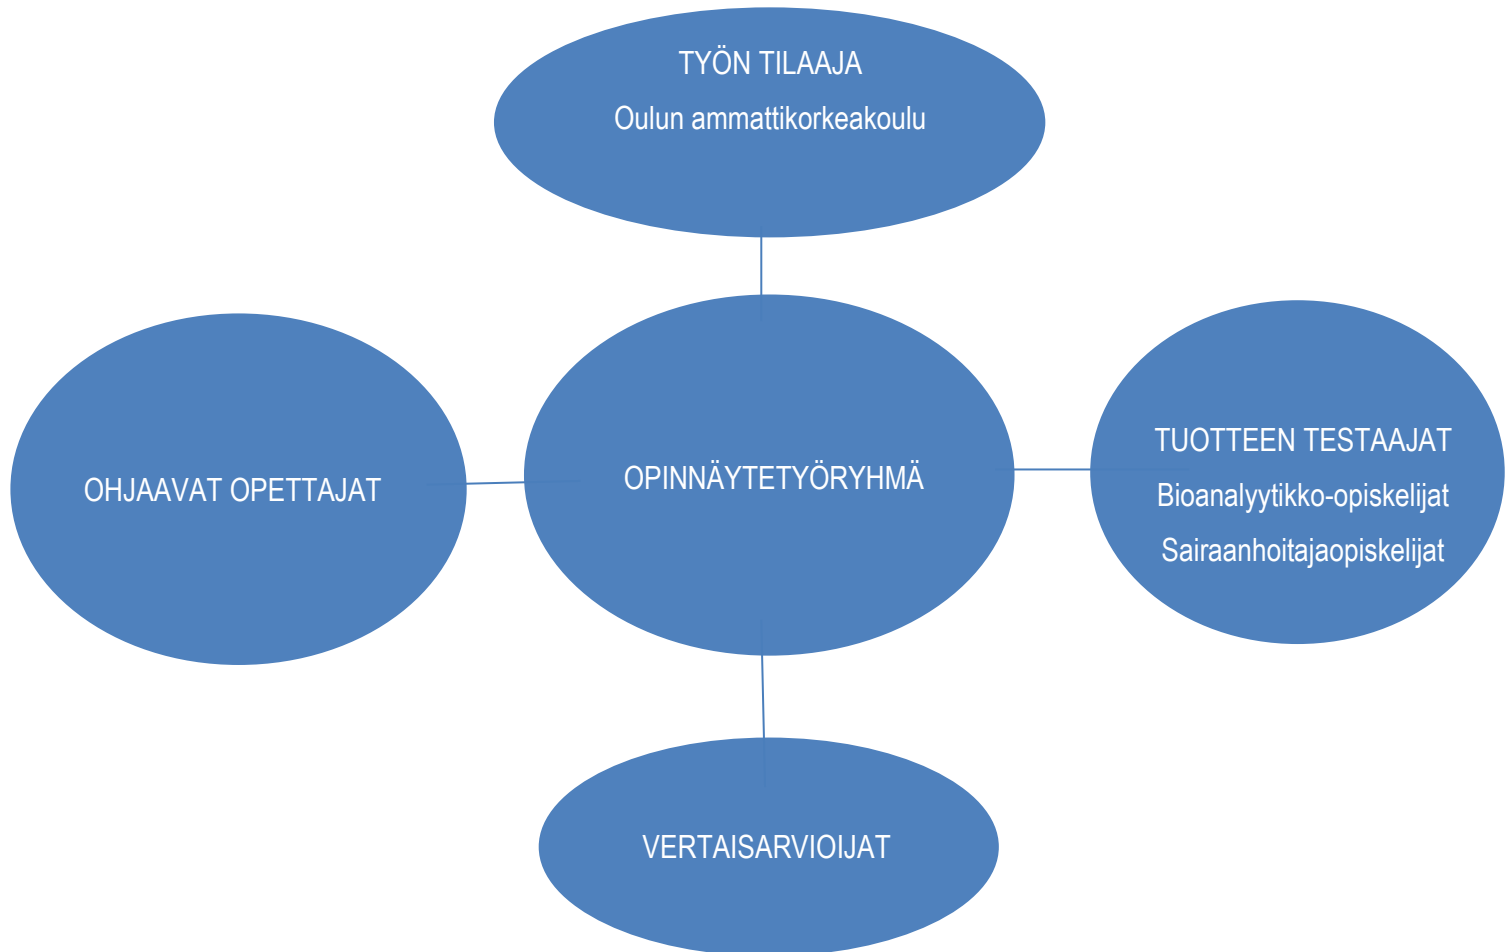 TYÖN TILAAJA
Oulun ammattikorkeakoulu
OHJAAVAT OPETTAJAT
OPINNÄYTETYÖRYHMÄ
TUOTTEEN TESTAAJAT
Bioanalyytikko-opiskelijat
Sairaanhoitajaopiskelijat
VERTAISARVIOIJAT